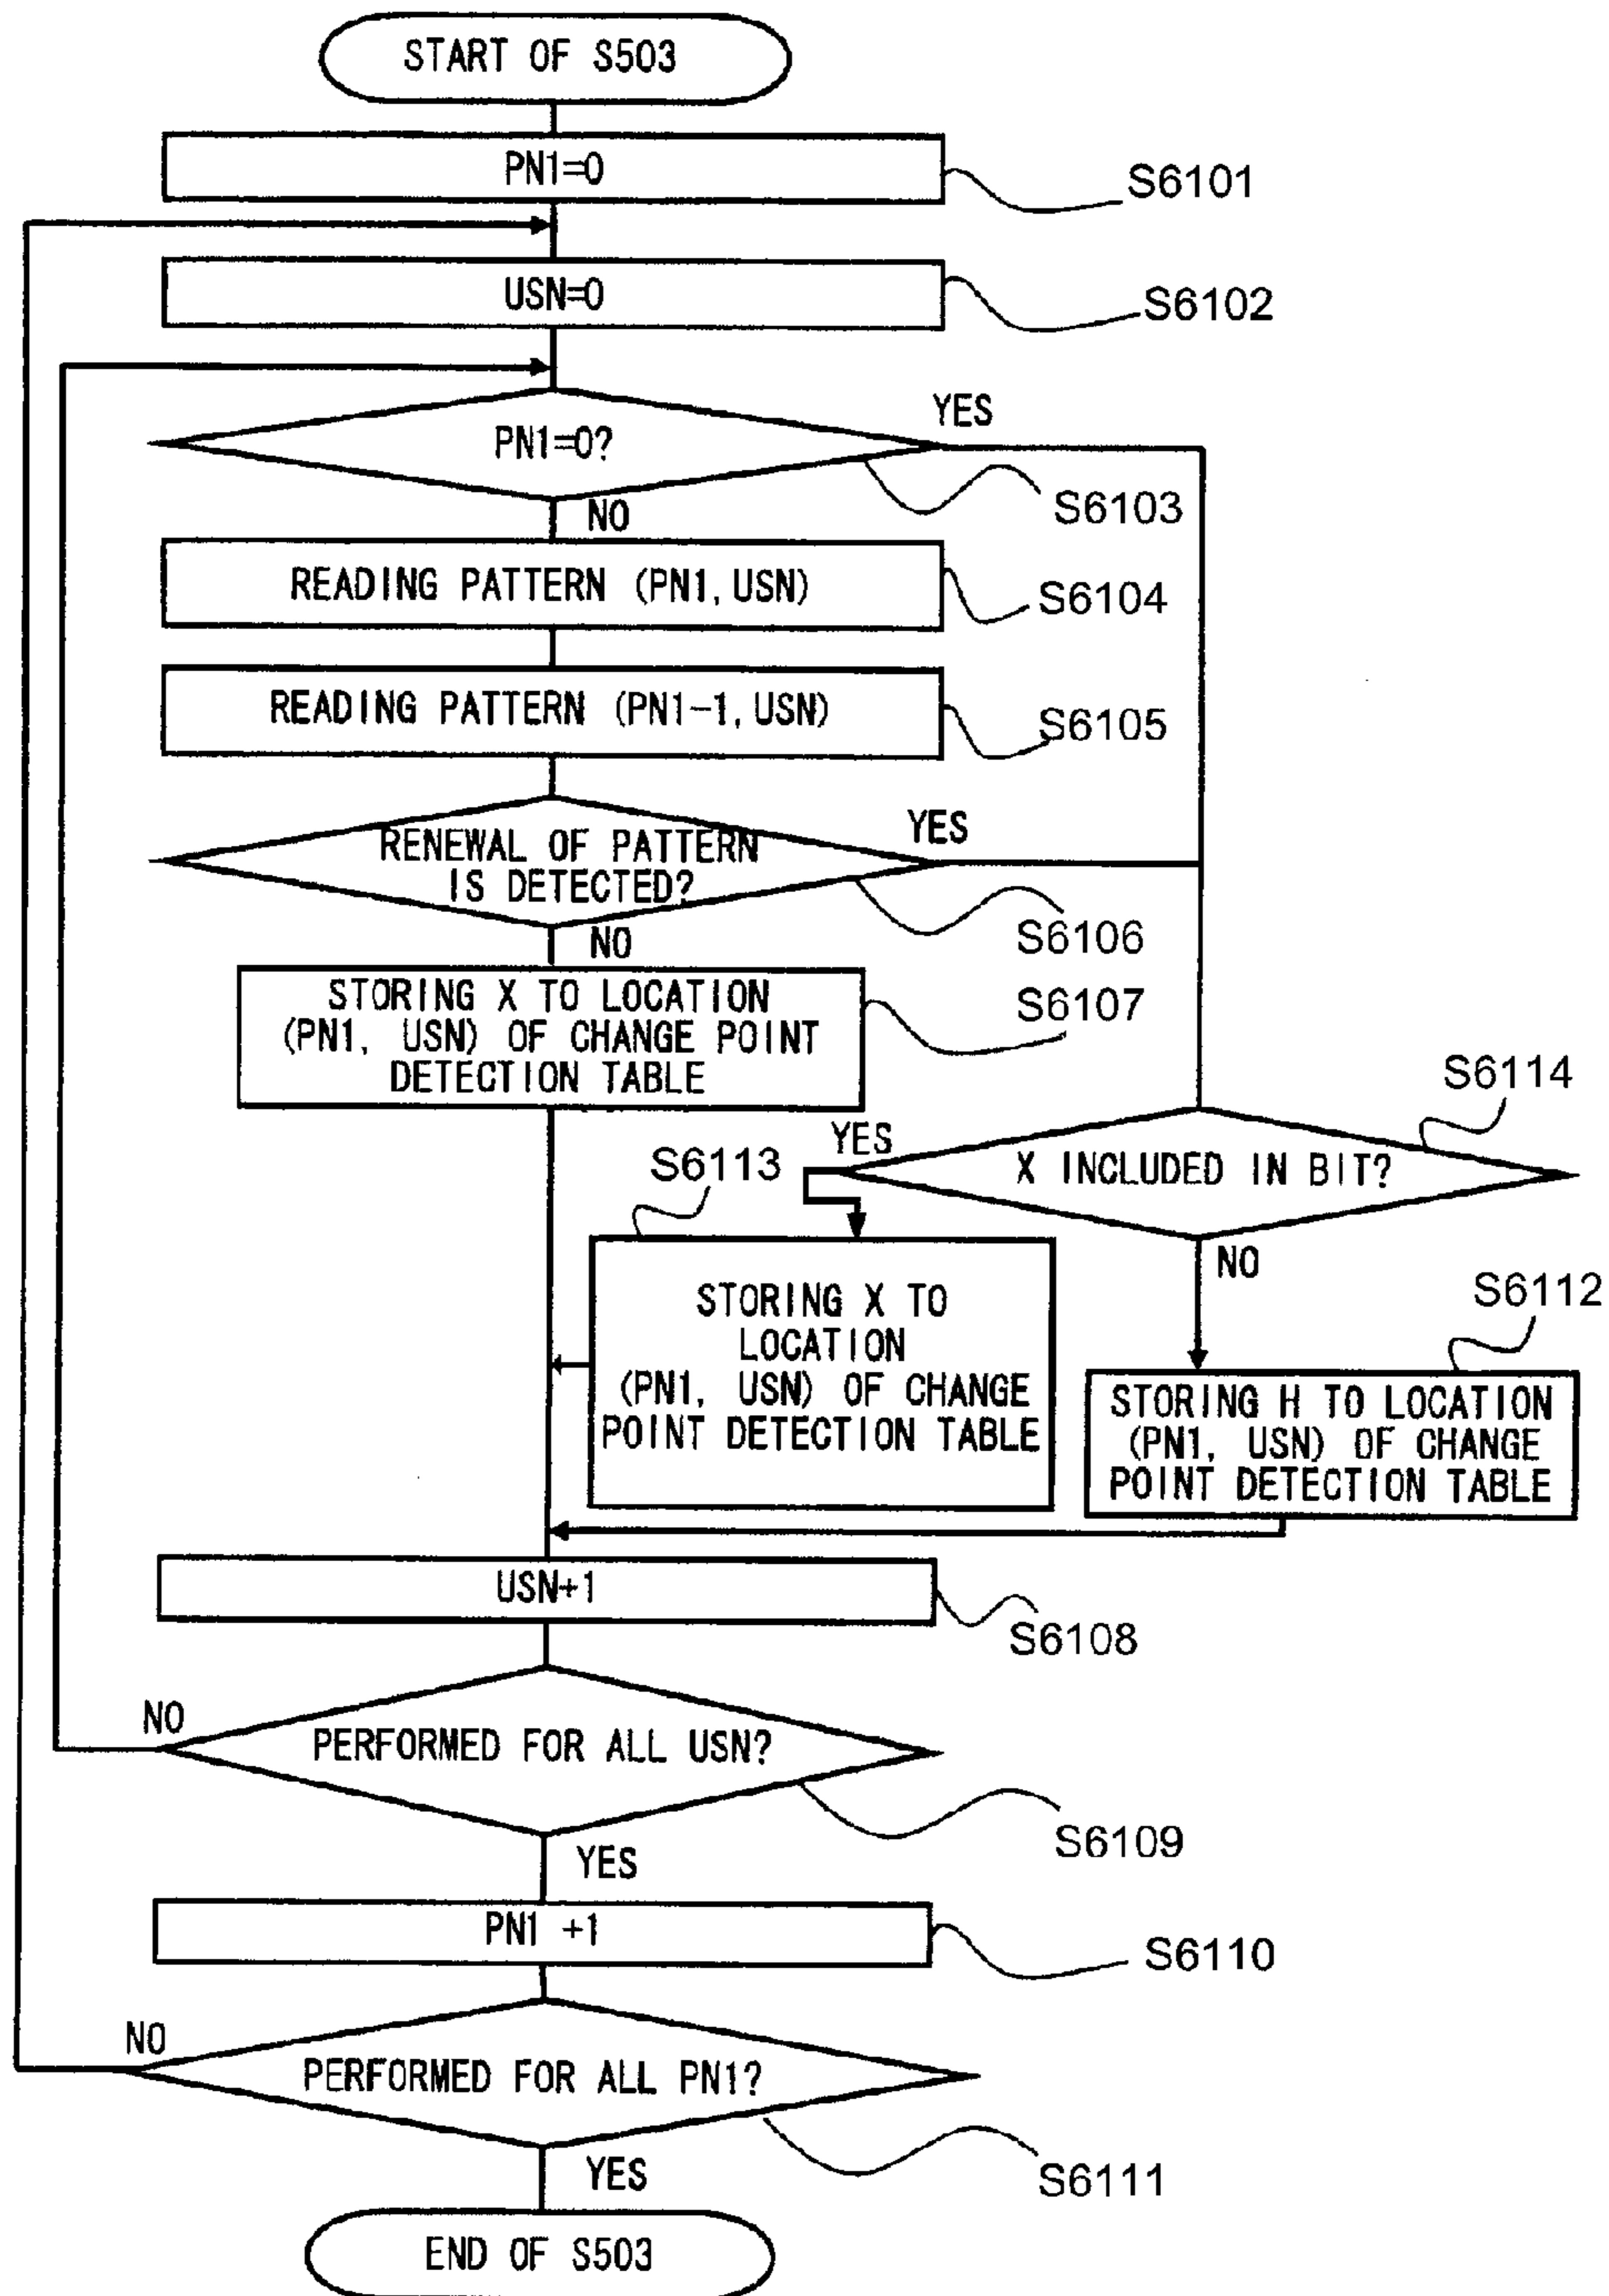 START OF S503
PN1=0
S6101
USN=0
S6102
YES
PN1=0?
S6103
NO
READING PATTERN (PN1, USN)
S6104
READING PATTERN (PN1-1, USN)
S6105
YES
RENEWAL OF PATTERN
IS DETECTED?
S6106
NO
STORING X TO LOCATION
(PN1, USN) OF CHANGE POINT
DETECTION TABLE
S6107
S6114
YES
X INCLUDED IN BIT?
S6113
NO
STORING X TO
LOCATION
(PN1, USN) OF CHANGE
POINT DETECTION TABLE
S6112
STORING H TO LOCATION
(PN1, USN) OF CHANGE
POINT DETECTION TABLE
USN+1
S6108
NO
PERFORMED FOR ALL USN?
S6109
YES
PN1 +1
S6110
NO
PERFORMED FOR ALL PN1?
S6111
YES
END OF S503